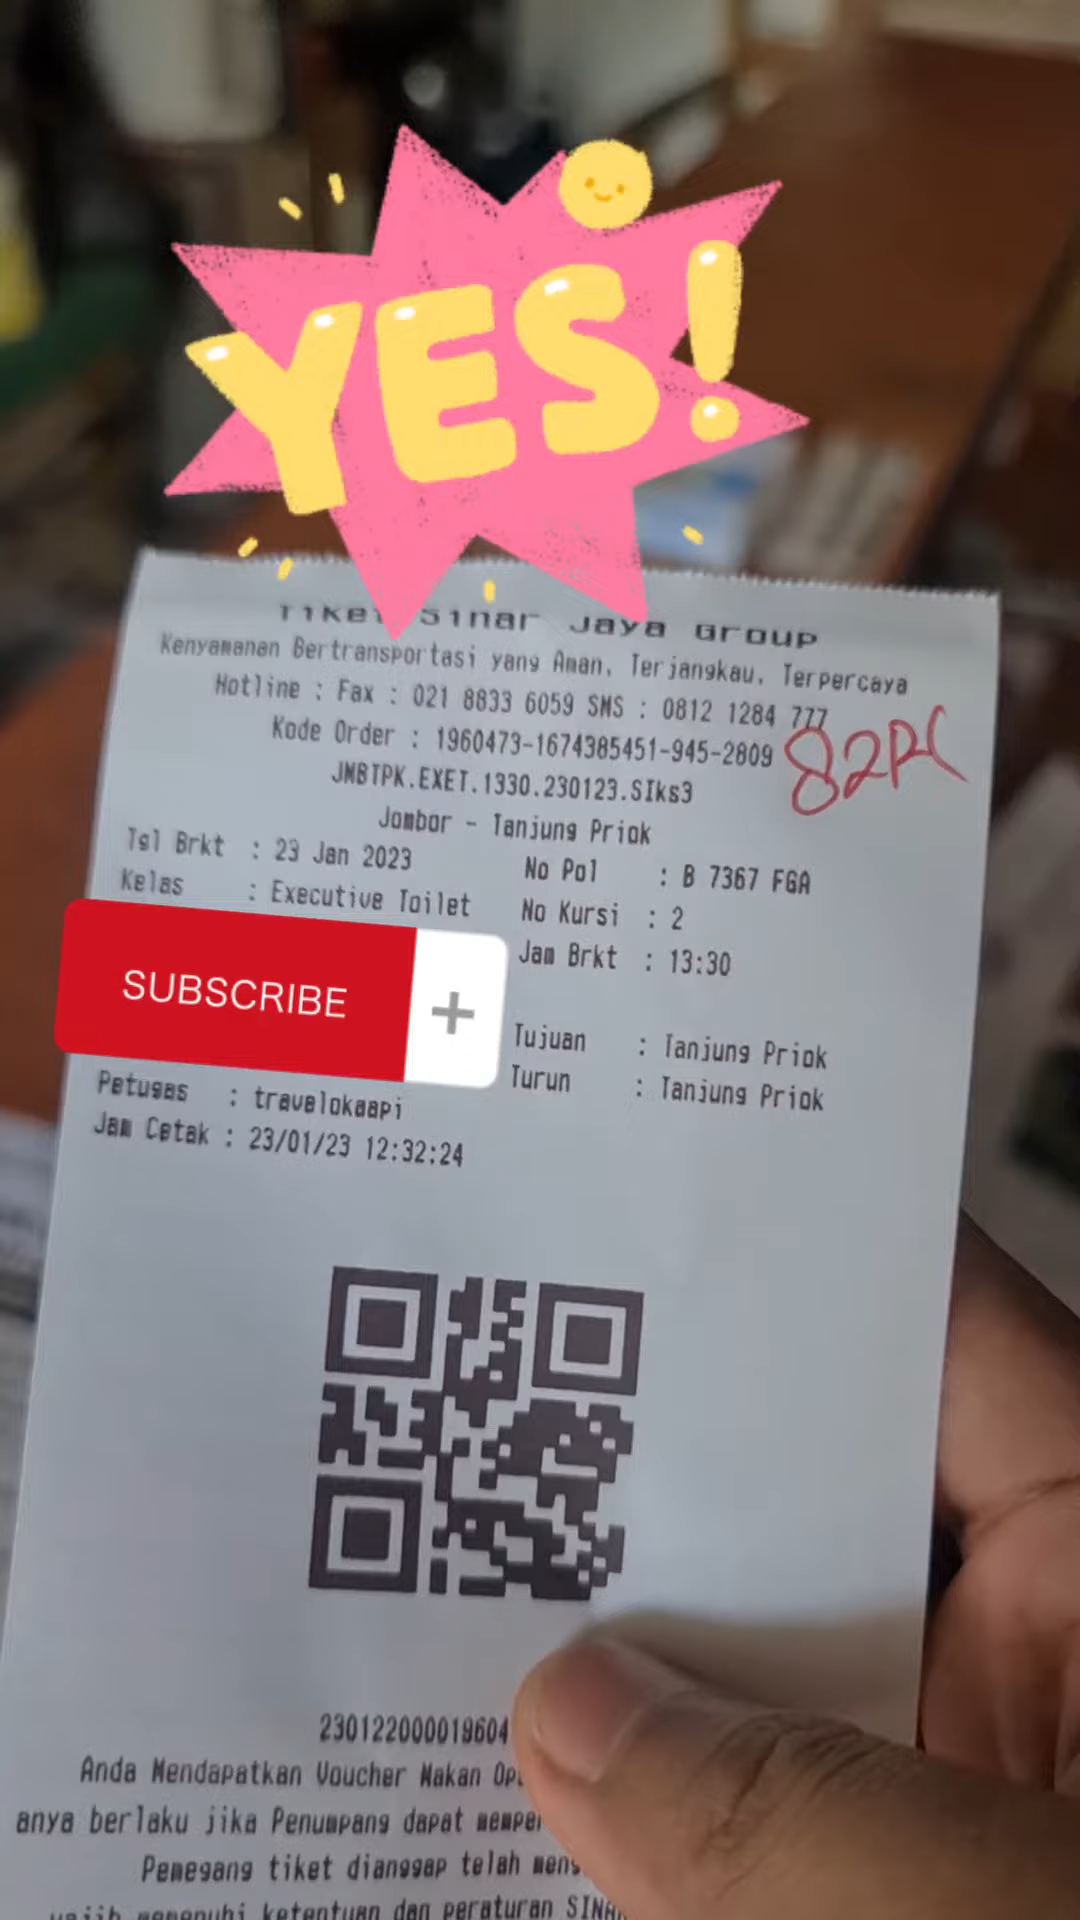 YES!
Tiket Sinar Jaya Group
Kenyamanan Bertransportasi yang Aman, Terjangkau, Terpercaya
Hotline : Fax : 021 8833 6059 SMS : 0812 1284 777
Kode Order : 1960473-1674385451-945-2809
82PC
JMBTPK.EXET.1330.230123.SIks3
Jombor - Tanjung Priok
Tgl Brkt : 23 Jan 2023 No Pol : B 7367 FGA
Kelas : Executive Toilet No Kursi : 2
Jam Brkt : 13:30
SUBSCRIBE +
Tujuan : Tanjung Priok
Turun : Tanjung Priok
Petugas : travelokaapi
Jam Cetak : 23/01/23 12:32:24
230122000019604
Anda Mendapatkan Voucher Makan
anya berlaku jika Penumpang dapat
Pemegang tiket dianggap telah
ketentuan dan peraturan